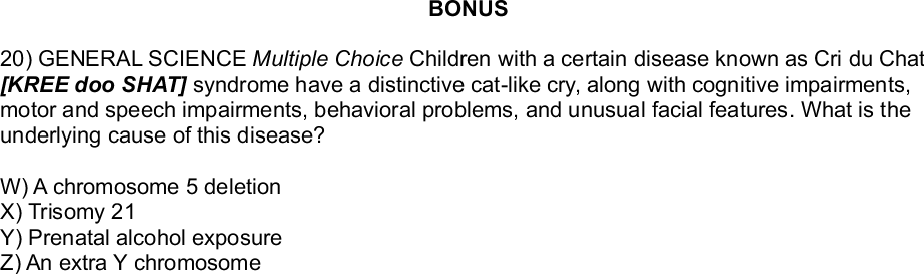 BONUS
20) GENERAL SCIENCE Multiple Choice Children with a certain disease known as Cri du Chat
[KREE doo SHAT] syndrome have a distinctive cat-like cry, along with cognitive impairments,
motor and speech impairments, behavioral problems, and unusual facial features. What is the
underlying cause of this disease?
W) A chromosome 5 deletion
X) Trisomy 21
Y) Prenatal alcohol exposure
Z) An extra Y chromosome